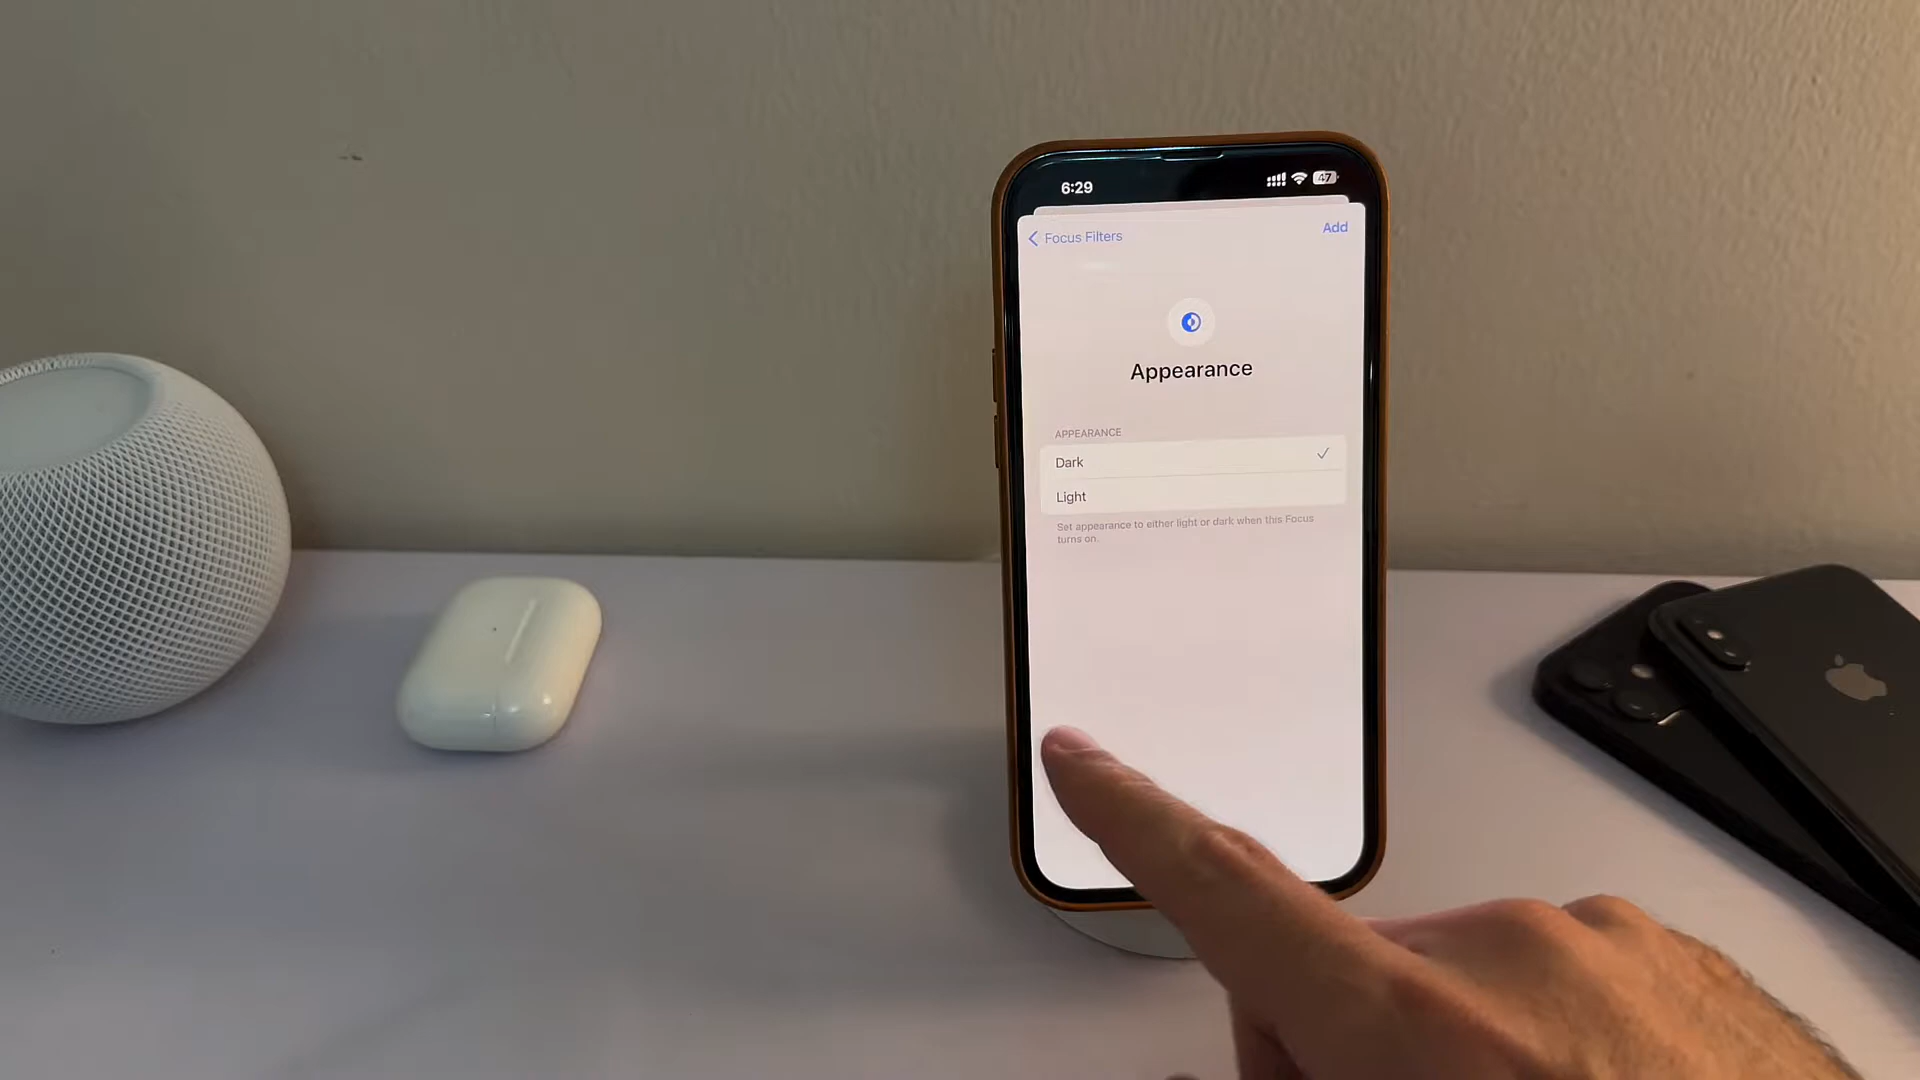 6:29
47
Focus Filters
Add
Appearance
APPEARANCE
Dark
Light
Set appearance to either light or dark when this Focus
turns on.